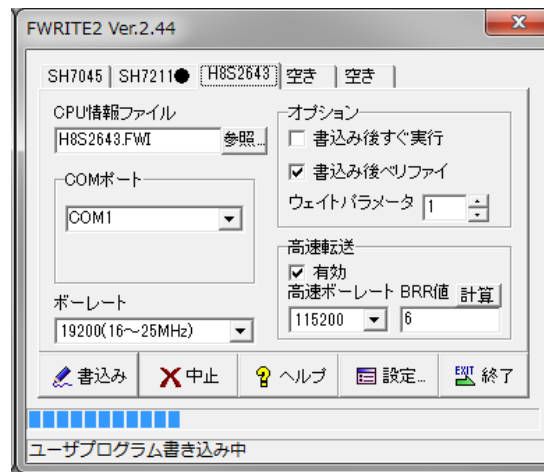 FWRITE2 Ver.2.44
SH7045 SH7211● H8S2643 空き 空き
CPU情報ファイル
H8S2643.FWI 参照...
COMポート
COM1
ボーレート
19200(16～25MHz)
オプション
書込み後すぐ実行
書込み後ベリファイ
ウェイトパラメータ 1
高速転送
有効
高速ボーレート BRR値 計算
115200 6
書込み 中止 ヘルプ 設定... EXIT 終了
ユーザプログラム書き込み中